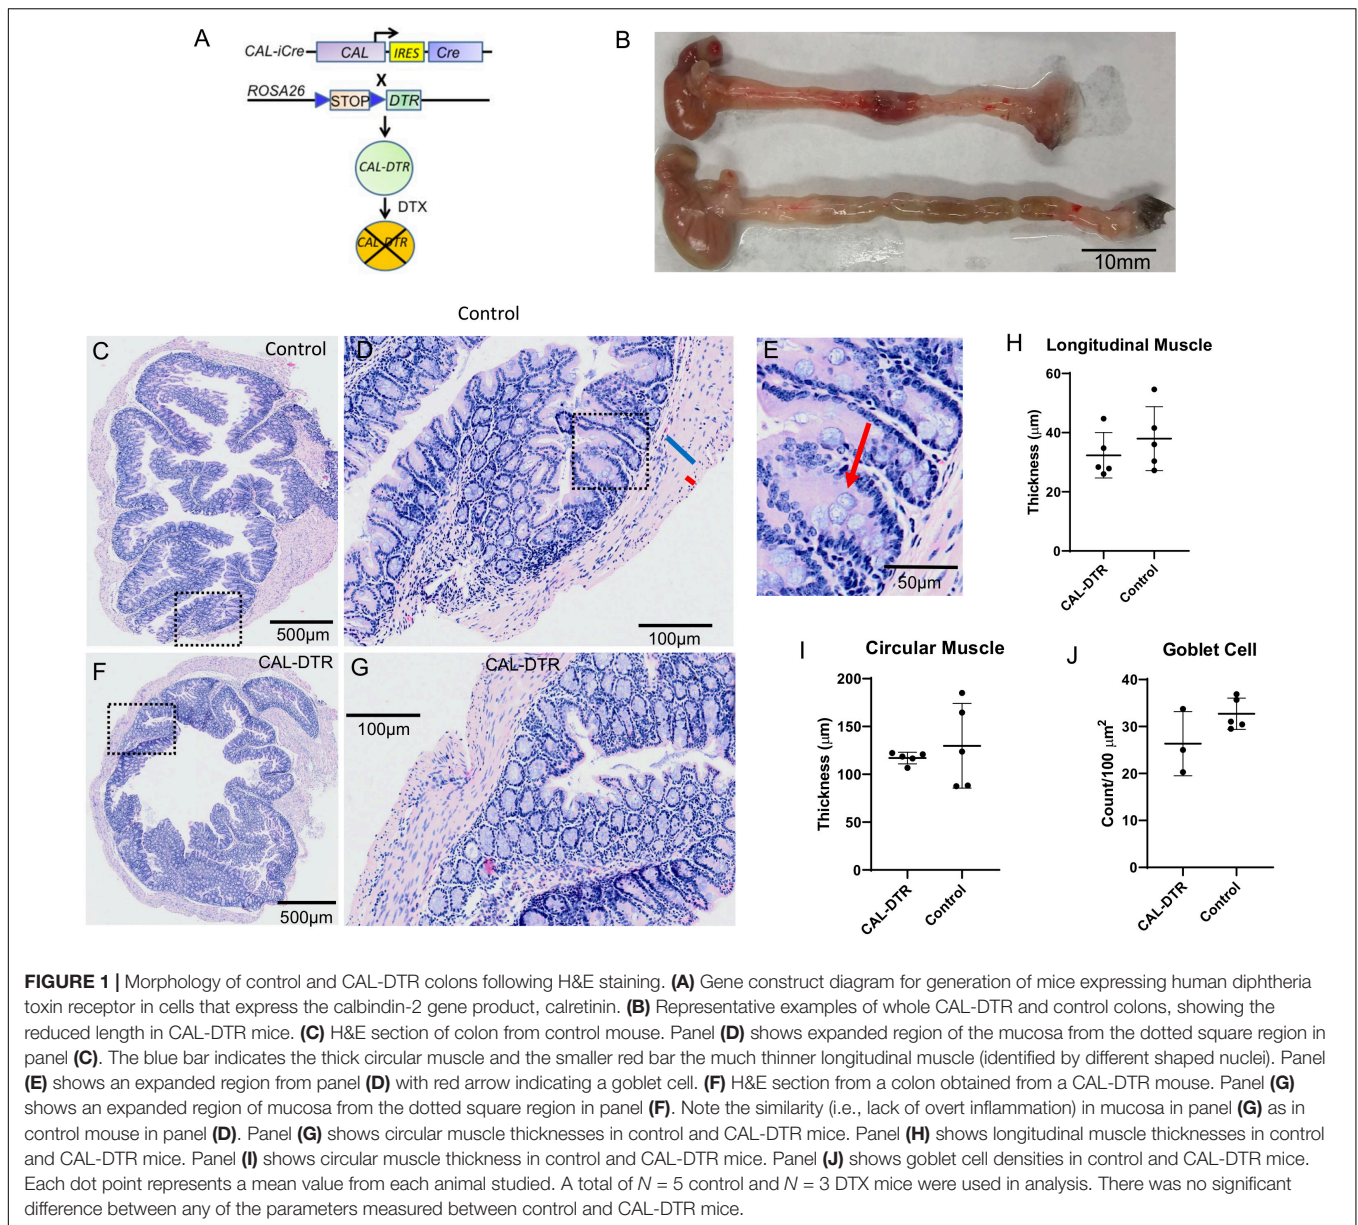 A
CAL-iCre
CAL
IRES
Cre
X
ROSA26
STOP
DTR
CAL-DTR
DTX
CAL-DTR
B
10mm
Control
C
Control
500µm
D
100µm
E
50µm
F
CAL-DTR
500µm
G
CAL-DTR
100µm
H
Longitudinal Muscle
Thickness (µm)
60
40
20
0
CAL-DTR
Control
I
Circular Muscle
Thickness (µm)
200
150
100
50
0
CAL-DTR
Control
J
Goblet Cell
Count/100 µm²
40
30
20
10
0
CAL-DTR
Control
FIGURE 1 | Morphology of control and CAL-DTR colons following H&E staining. (A) Gene construct diagram for generation of mice expressing human diphtheria
toxin receptor in cells that express the calbindin-2 gene product, calretinin. (B) Representative examples of whole CAL-DTR and control colons, showing the
reduced length in CAL-DTR mice. (C) H&E section of colon from control mouse. Panel (D) shows expanded region of the mucosa from the dotted square region in
panel (C). The blue bar indicates the thick circular muscle and the smaller red bar the much thinner longitudinal muscle (identified by different shaped nuclei). Panel
(E) shows an expanded region from panel (D) with red arrow indicating a goblet cell. (F) H&E section from a colon obtained from a CAL-DTR mouse. Panel (G)
shows an expanded region of mucosa from the dotted square region in panel (F). Note the similarity (i.e., lack of overt inflammation) in mucosa in panel (G) as in
control mouse in panel (D). Panel (G) shows circular muscle thicknesses in control and CAL-DTR mice. Panel (H) shows longitudinal muscle thicknesses in control
and CAL-DTR mice. Panel (I) shows circular muscle thickness in control and CAL-DTR mice. Panel (J) shows goblet cell densities in control and CAL-DTR mice.
Each dot point represents a mean value from each animal studied. A total of N = 5 control and N = 3 DTX mice were used in analysis. There was no significant
difference between any of the parameters measured between control and CAL-DTR mice.